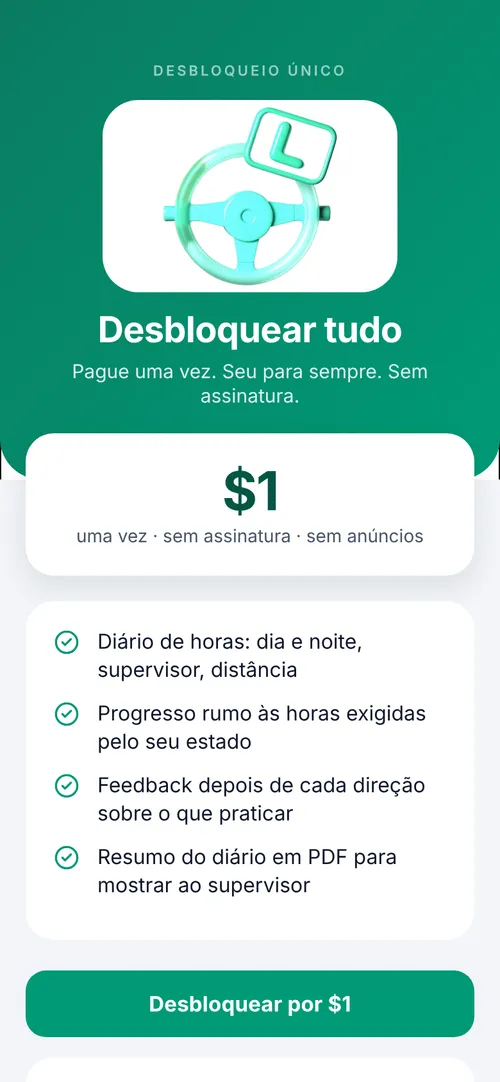 DESBLOQUEIO ÚNICO
L
Desbloquear tudo
Pague uma vez. Seu para sempre. Sem
assinatura.
$1
uma vez · sem assinatura · sem anúncios
Diário de horas: dia e noite,
supervisor, distância
Progresso rumo às horas exigidas
pelo seu estado
Feedback depois de cada direção
sobre o que praticar
Resumo do diário em PDF para
mostrar ao supervisor
Desbloquear por $1